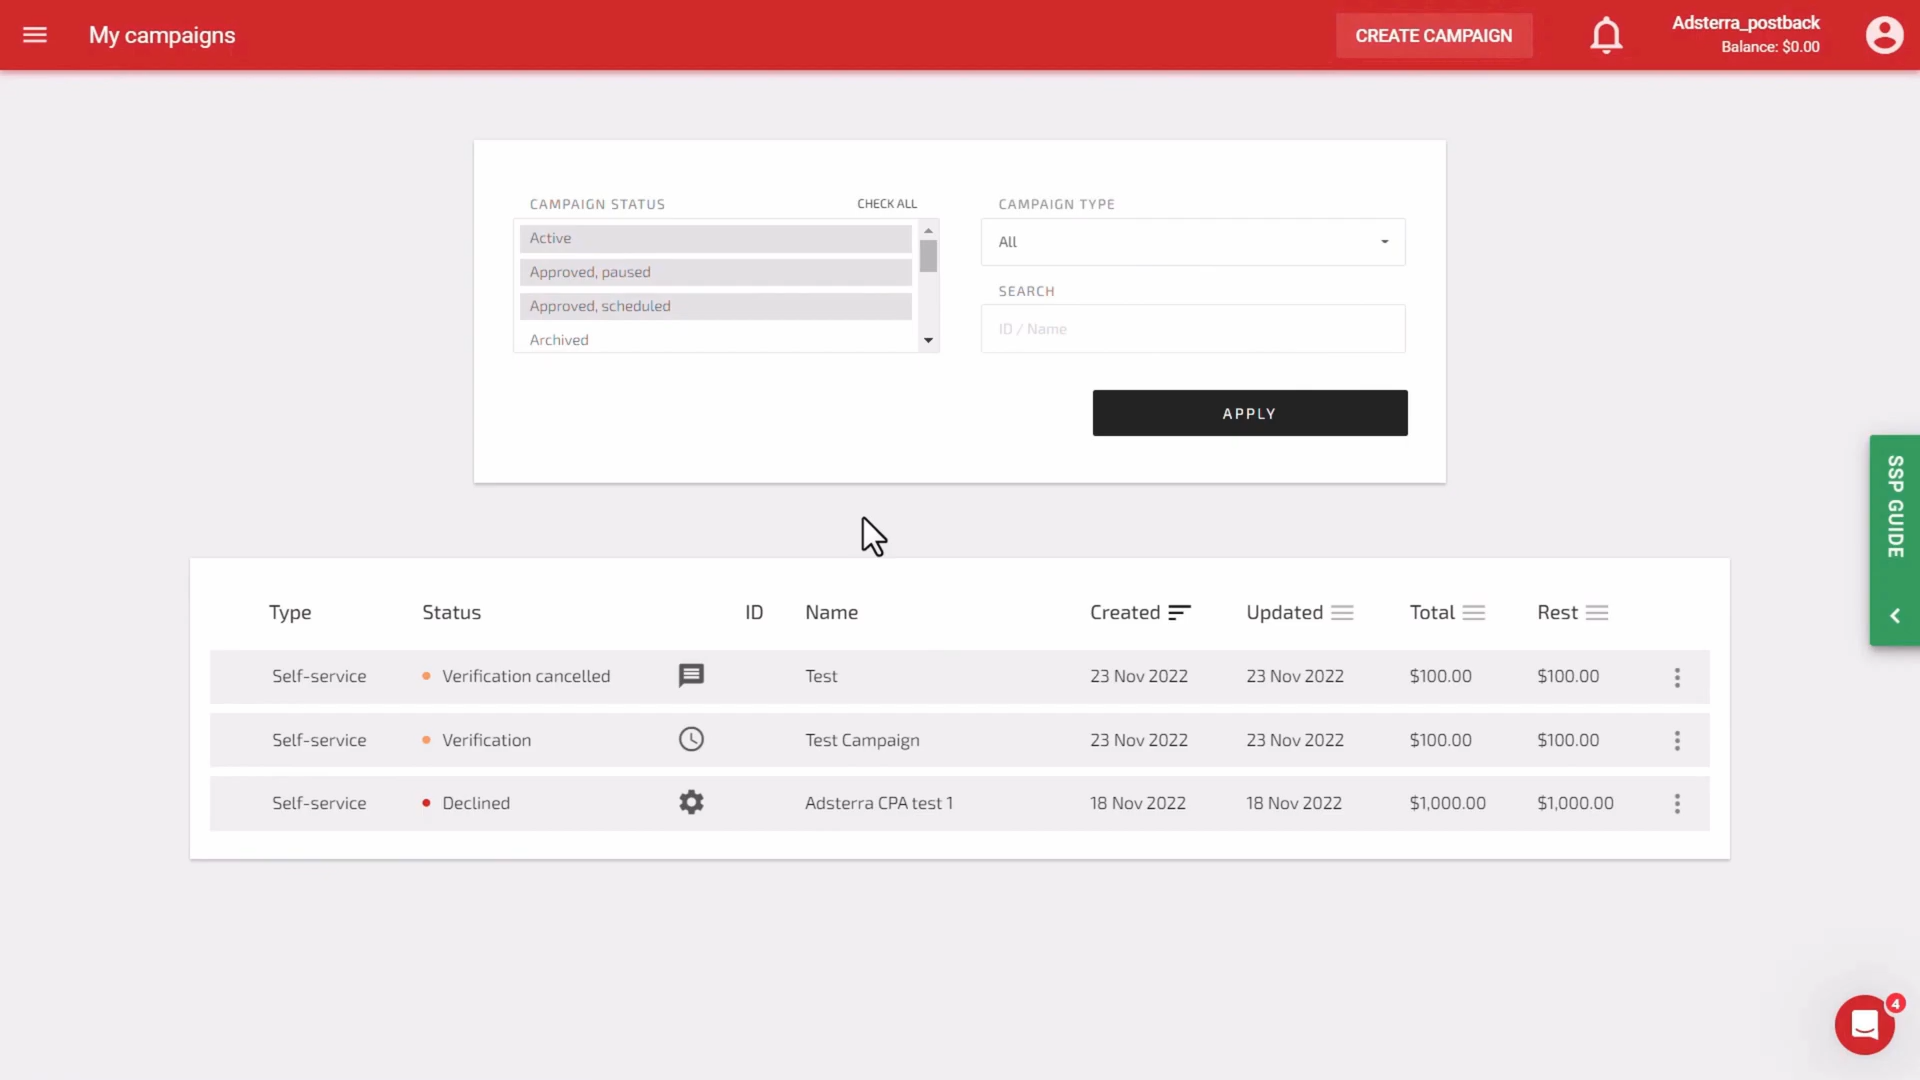 My campaigns
CREATE CAMPAIGN
Adsterra_postback
Balance: $0.00
CAMPAIGN STATUS
CHECK ALL
Active
Approved, paused
Approved, scheduled
Archived
CAMPAIGN TYPE
All
SEARCH
ID / Name
APPLY
SSP GUIDE
Type Status ID Name Created Updated Total Rest
Self-service Verification cancelled Test 23 Nov 2022 23 Nov 2022 $100.00 $100.00
Self-service Verification Test Campaign 23 Nov 2022 23 Nov 2022 $100.00 $100.00
Self-service Declined Adsterra CPA test 1 18 Nov 2022 18 Nov 2022 $1,000.00 $1,000.00
4